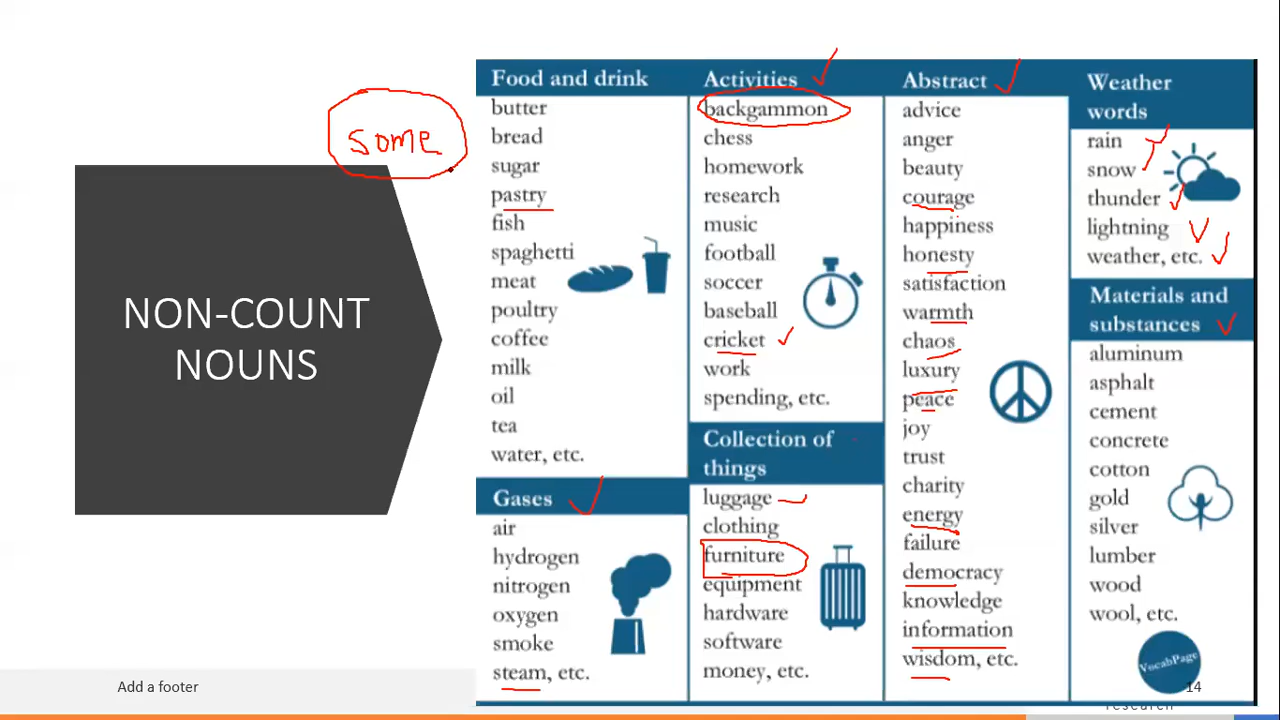 some
NON-COUNT
NOUNS
Food and drink
butter
bread
sugar
pastry
fish
spaghetti
meat
poultry
coffee
milk
oil
tea
water, etc.
Gases
air
hydrogen
nitrogen
oxygen
smoke
steam, etc.
Activities
backgammon
chess
homework
research
music
football
soccer
baseball
cricket
work
spending, etc.
Collection of
things
luggage
clothing
furniture
equipment
hardware
software
money, etc.
Abstract
advice
anger
beauty
courage
happiness
honesty
satisfaction
warmth
chaos
luxury
peace
joy
trust
charity
energy
failure
democracy
knowledge
information
wisdom, etc.
Weather
words
rain
snow
thunder
lightning
weather, etc.
Materials and
substances
aluminum
asphalt
cement
concrete
cotton
gold
silver
lumber
wood
wool, etc.
VocabPage
Add a footer
14
research